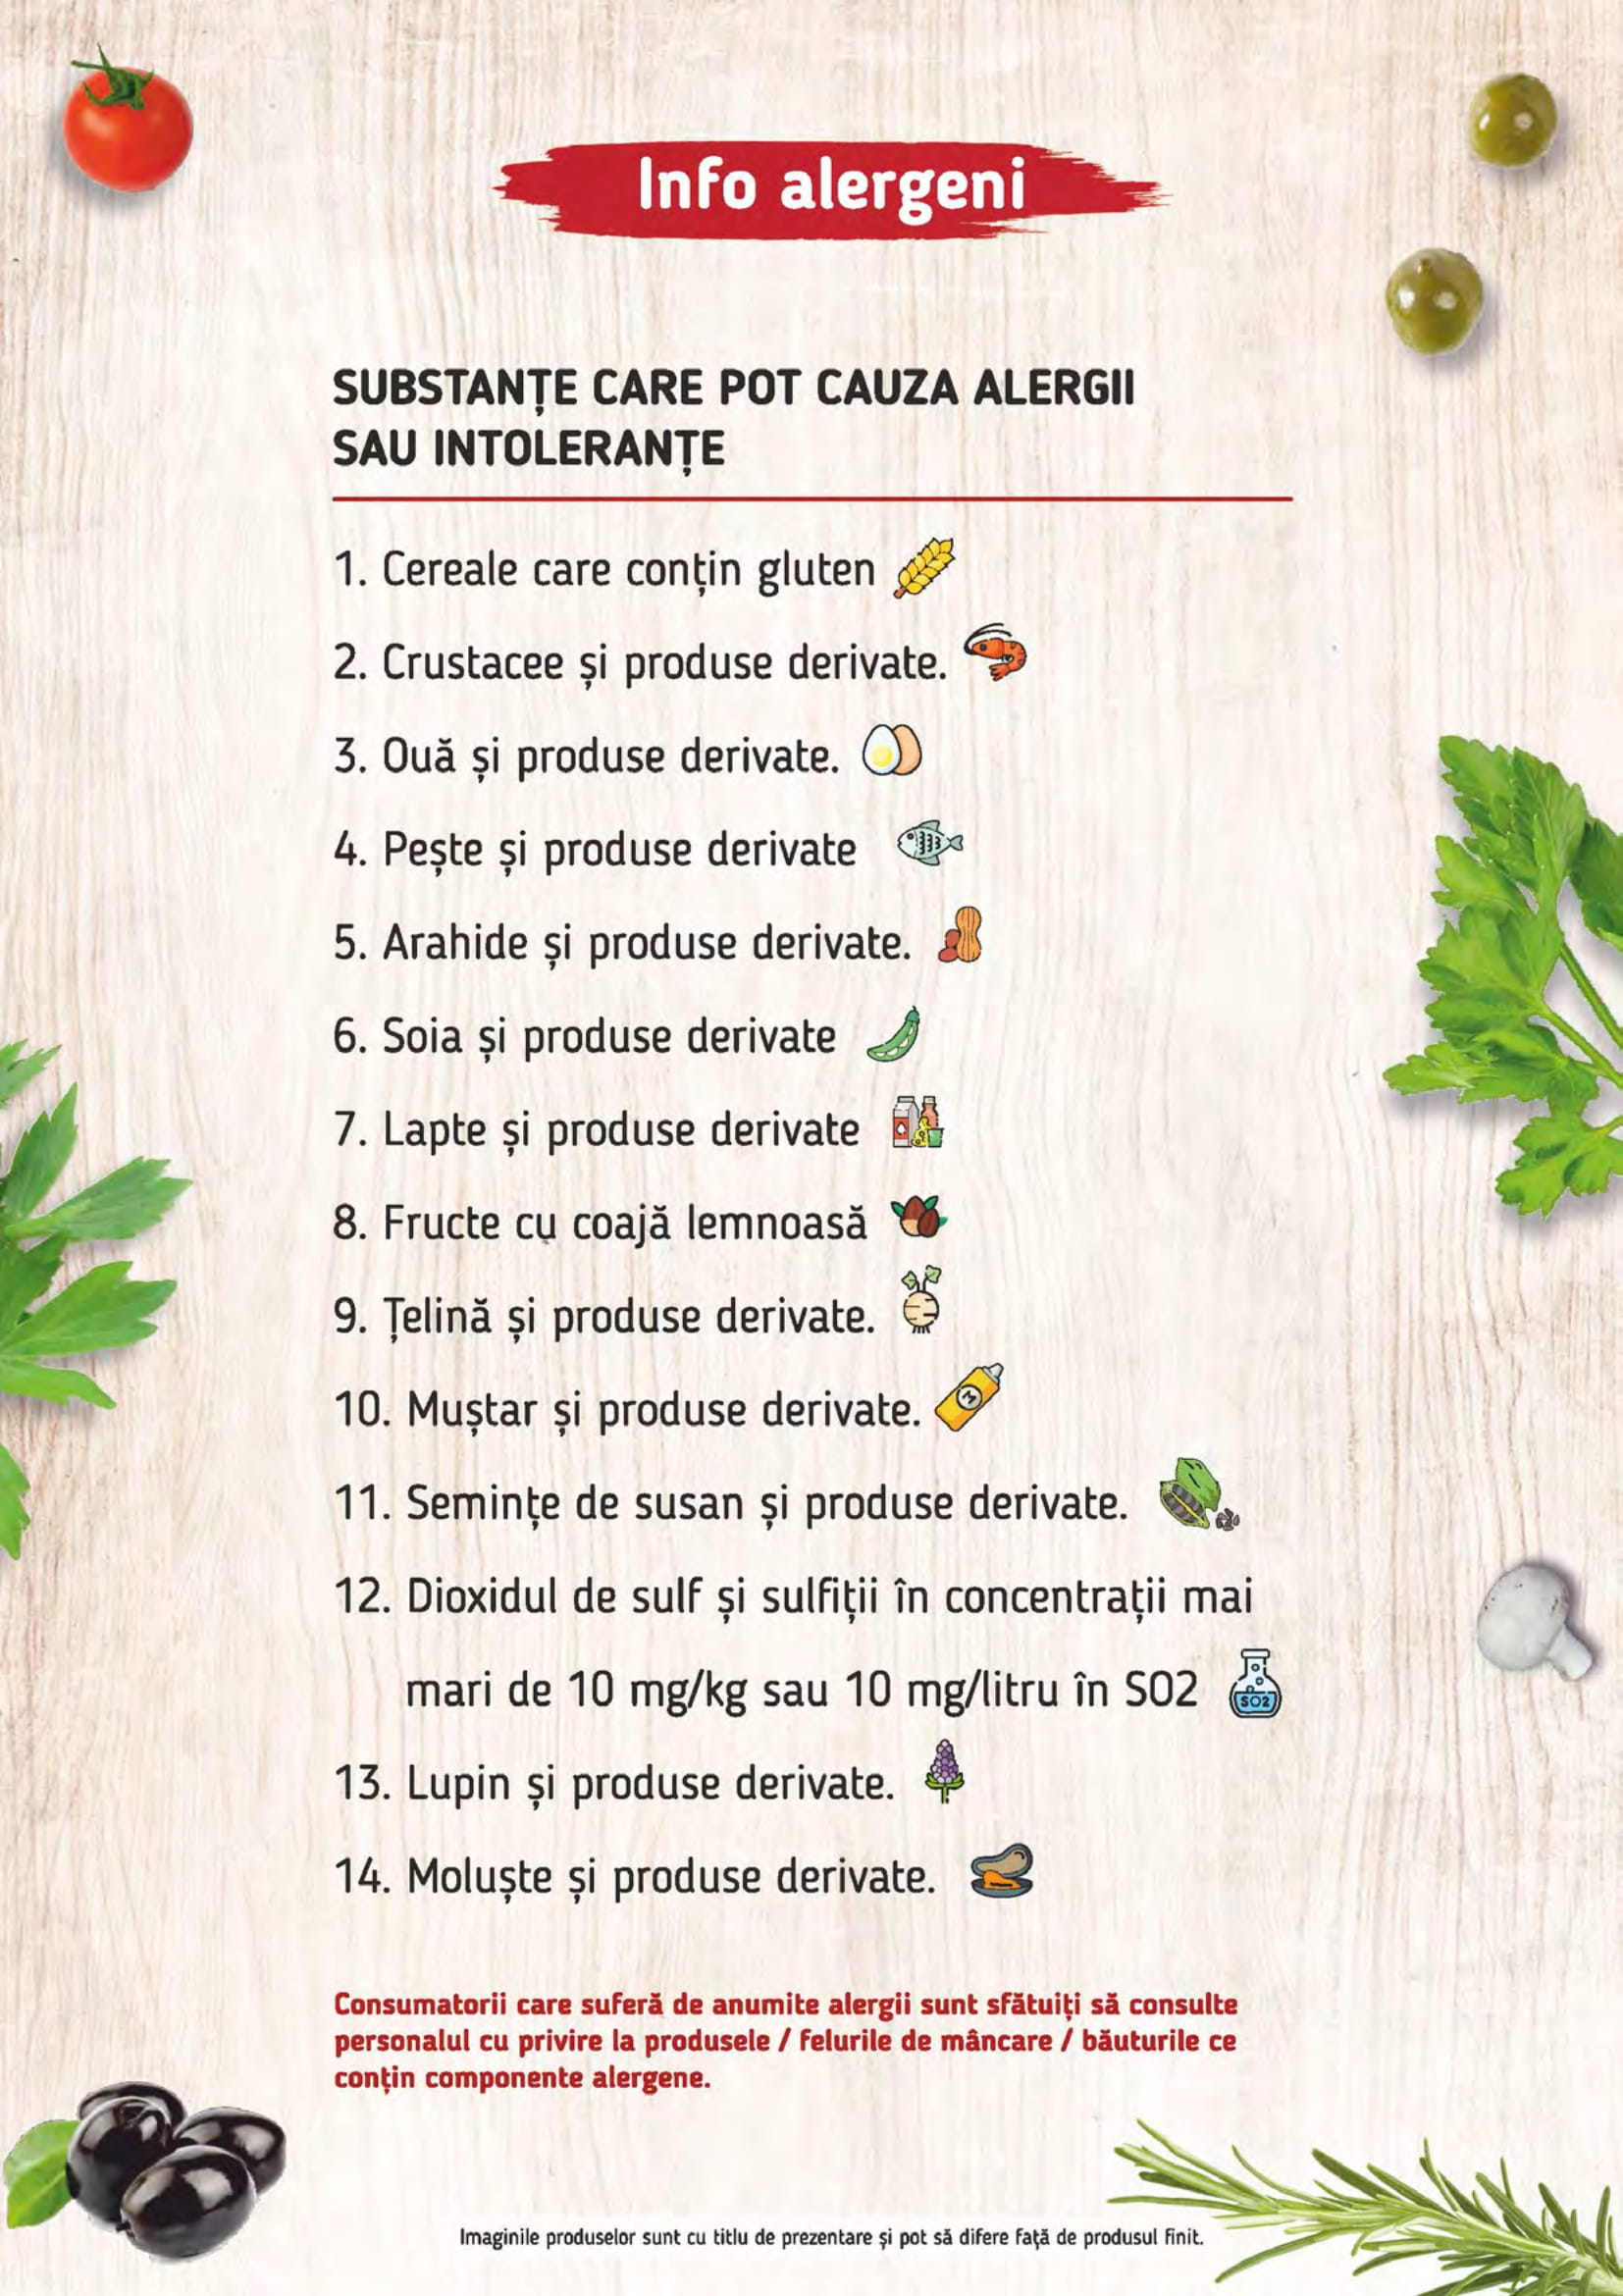 Info alergeni
SUBSTANȚE CARE POT CAUZA ALERGII
SAU INTOLERANȚE
1. Cereale care conțin gluten
2. Crustacee și produse derivate.
3. Ouă și produse derivate.
4. Pește și produse derivate
5. Arahide și produse derivate.
6. Soia și produse derivate
7. Lapte și produse derivate
8. Fructe cu coajă lemnoasă
9. Țelină și produse derivate.
10. Muștar și produse derivate.
M
11. Semințe de susan și produse derivate.
12. Dioxidul de sulf și sulfiții în concentrații mai
mari de 10 mg/kg sau 10 mg/litru în SO2
SO2
13. Lupin și produse derivate.
14. Moluște și produse derivate.
Consumatorii care suferă de anumite alergii sunt sfătuiți să consulte
personalul cu privire la produsele / felurile de mâncare / băuturile ce
conțin componente alergene.
Imaginile produselor sunt cu titlu de prezentare și pot să difere față de produsul finit.